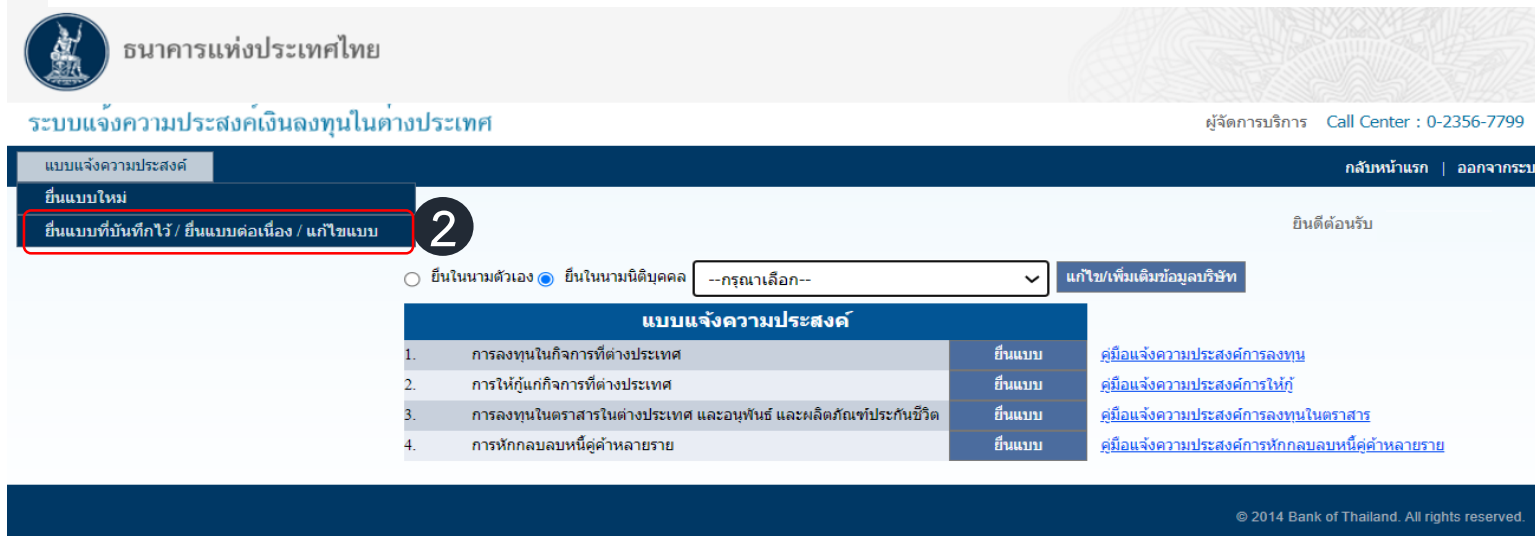 ธนาคารแห่งประเทศไทย
ระบบแจ้งความประสงค์เงินลงทุนในต่างประเทศ
ผู้จัดการบริการ Call Center : 0-2356-7799
แบบแจ้งความประสงค์
กลับหน้าแรก | ออกจากระบ
ยื่นแบบใหม่
ยื่นแบบที่บันทึกไว้ / ยื่นแบบต่อเนื่อง / แก้ไขแบบ
2
ยินดีต้อนรับ
ยื่นในนามตัวเอง ยื่นในนามนิติบุคคล --กรุณาเลือก-- แก้ไข/เพิ่มเติมข้อมูลบริษัท
แบบแจ้งความประสงค์
1. การลงทุนในกิจการที่ต่างประเทศ ยื่นแบบ คู่มือแจ้งความประสงค์การลงทุน
2. การให้กู้แก่กิจการที่ต่างประเทศ ยื่นแบบ คู่มือแจ้งความประสงค์การให้กู้
3. การลงทุนในตราสารในต่างประเทศ และอนุพันธ์ และผลิตภัณฑ์ประกันชีวิต ยื่นแบบ คู่มือแจ้งความประสงค์การลงทุนในตราสาร
4. การหักกลบลบหนี้คู่ค้าหลายราย ยื่นแบบ คู่มือแจ้งความประสงค์การหักกลบลบหนี้คู่ค้าหลายราย
© 2014 Bank of Thailand. All rights reserved.